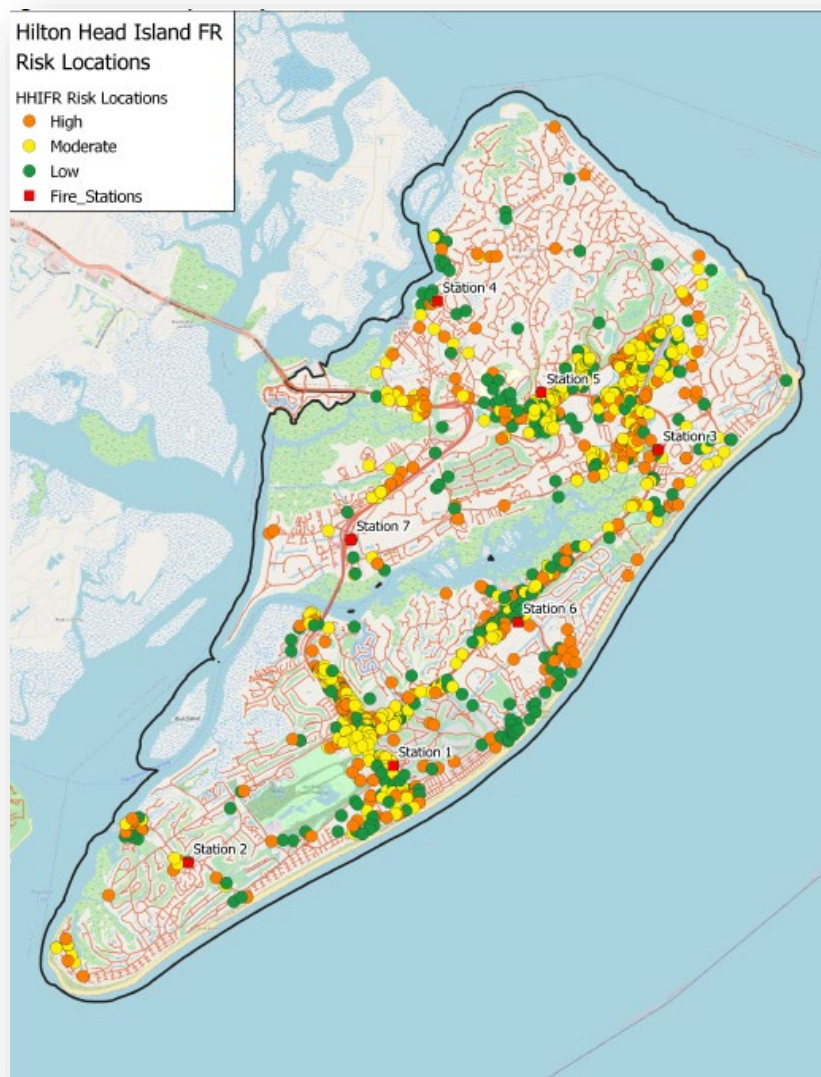 Hilton Head Island FR
Risk Locations
HHIFR Risk Locations
High
Moderate
Low
Fire_Stations
Station 4
Station 5
Station 3
Station 7
Station 6
Station 1
Station 2